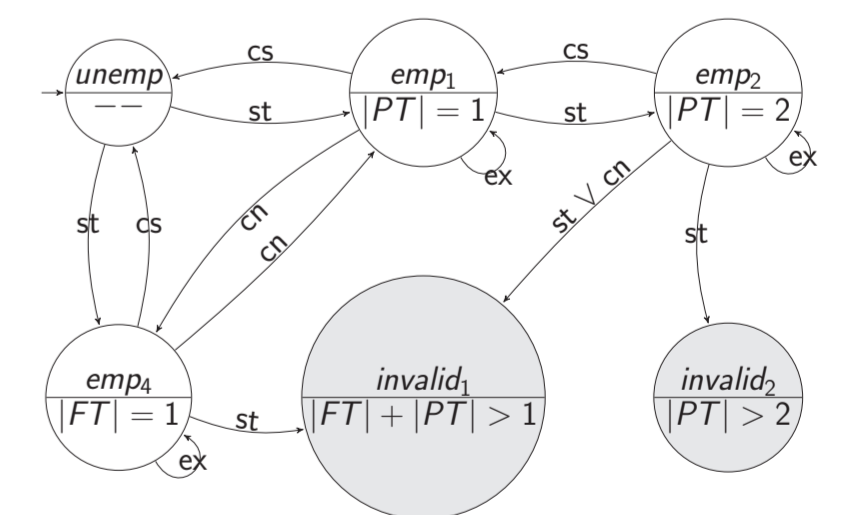 unemp
--
cs
st
emp₁
|PT| = 1
ex
cs
st
emp₂
|PT| = 2
ex
st
cs
cn
cn
st ∨ cn
st
emp₄
|FT| = 1
ex
st
invalid₁
|FT| + |PT| > 1
invalid₂
|PT| > 2